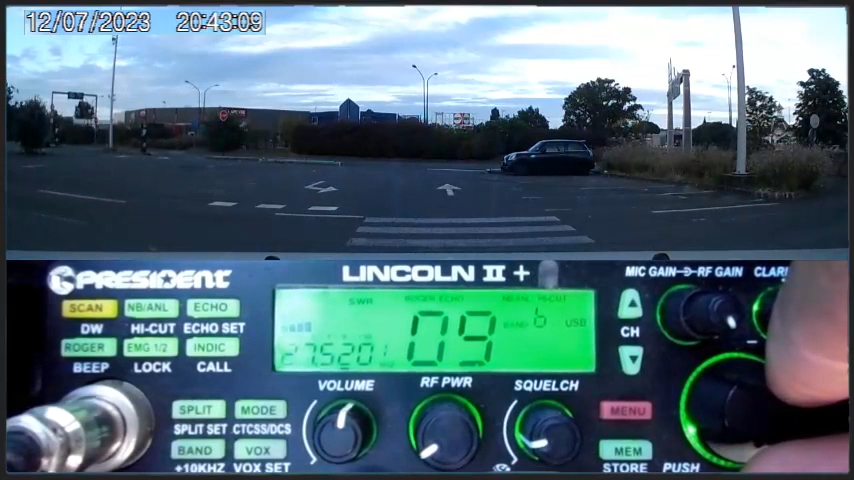 12/07/2023 20:43:09
PRESIDENT
LINCOLN II +
MIC GAIN RF GAIN CLARI
SCAN NB/ANL ECHO
DW HI-CUT ECHO SET
ROGER EMG 1/2 INDIC
BEEP LOCK CALL
SWR ROGER ECHO NB/ANL HI-CUT
09 BAND b USB
27.520
CH
VOLUME RF PWR SQUELCH
SPLIT MODE MENU
SPLIT SET CTCSS/DCS
BAND VOX MEM
+10KHZ VOX SET STORE PUSH